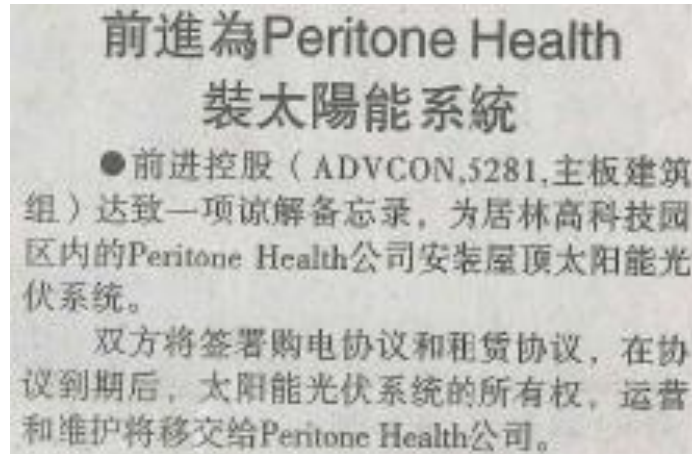 前進為Peritone Health
裝太陽能系統
●前进控股（ADVCON,5281,主板建筑
组）达致一项谅解备忘录，为居林高科技园
区内的Peritone Health公司安装屋顶太阳能光
伏系统。
双方将签署购电协议和租赁协议，在协
议到期后，太阳能光伏系统的所有权，运营
和维护将移交给Peritone Health公司。